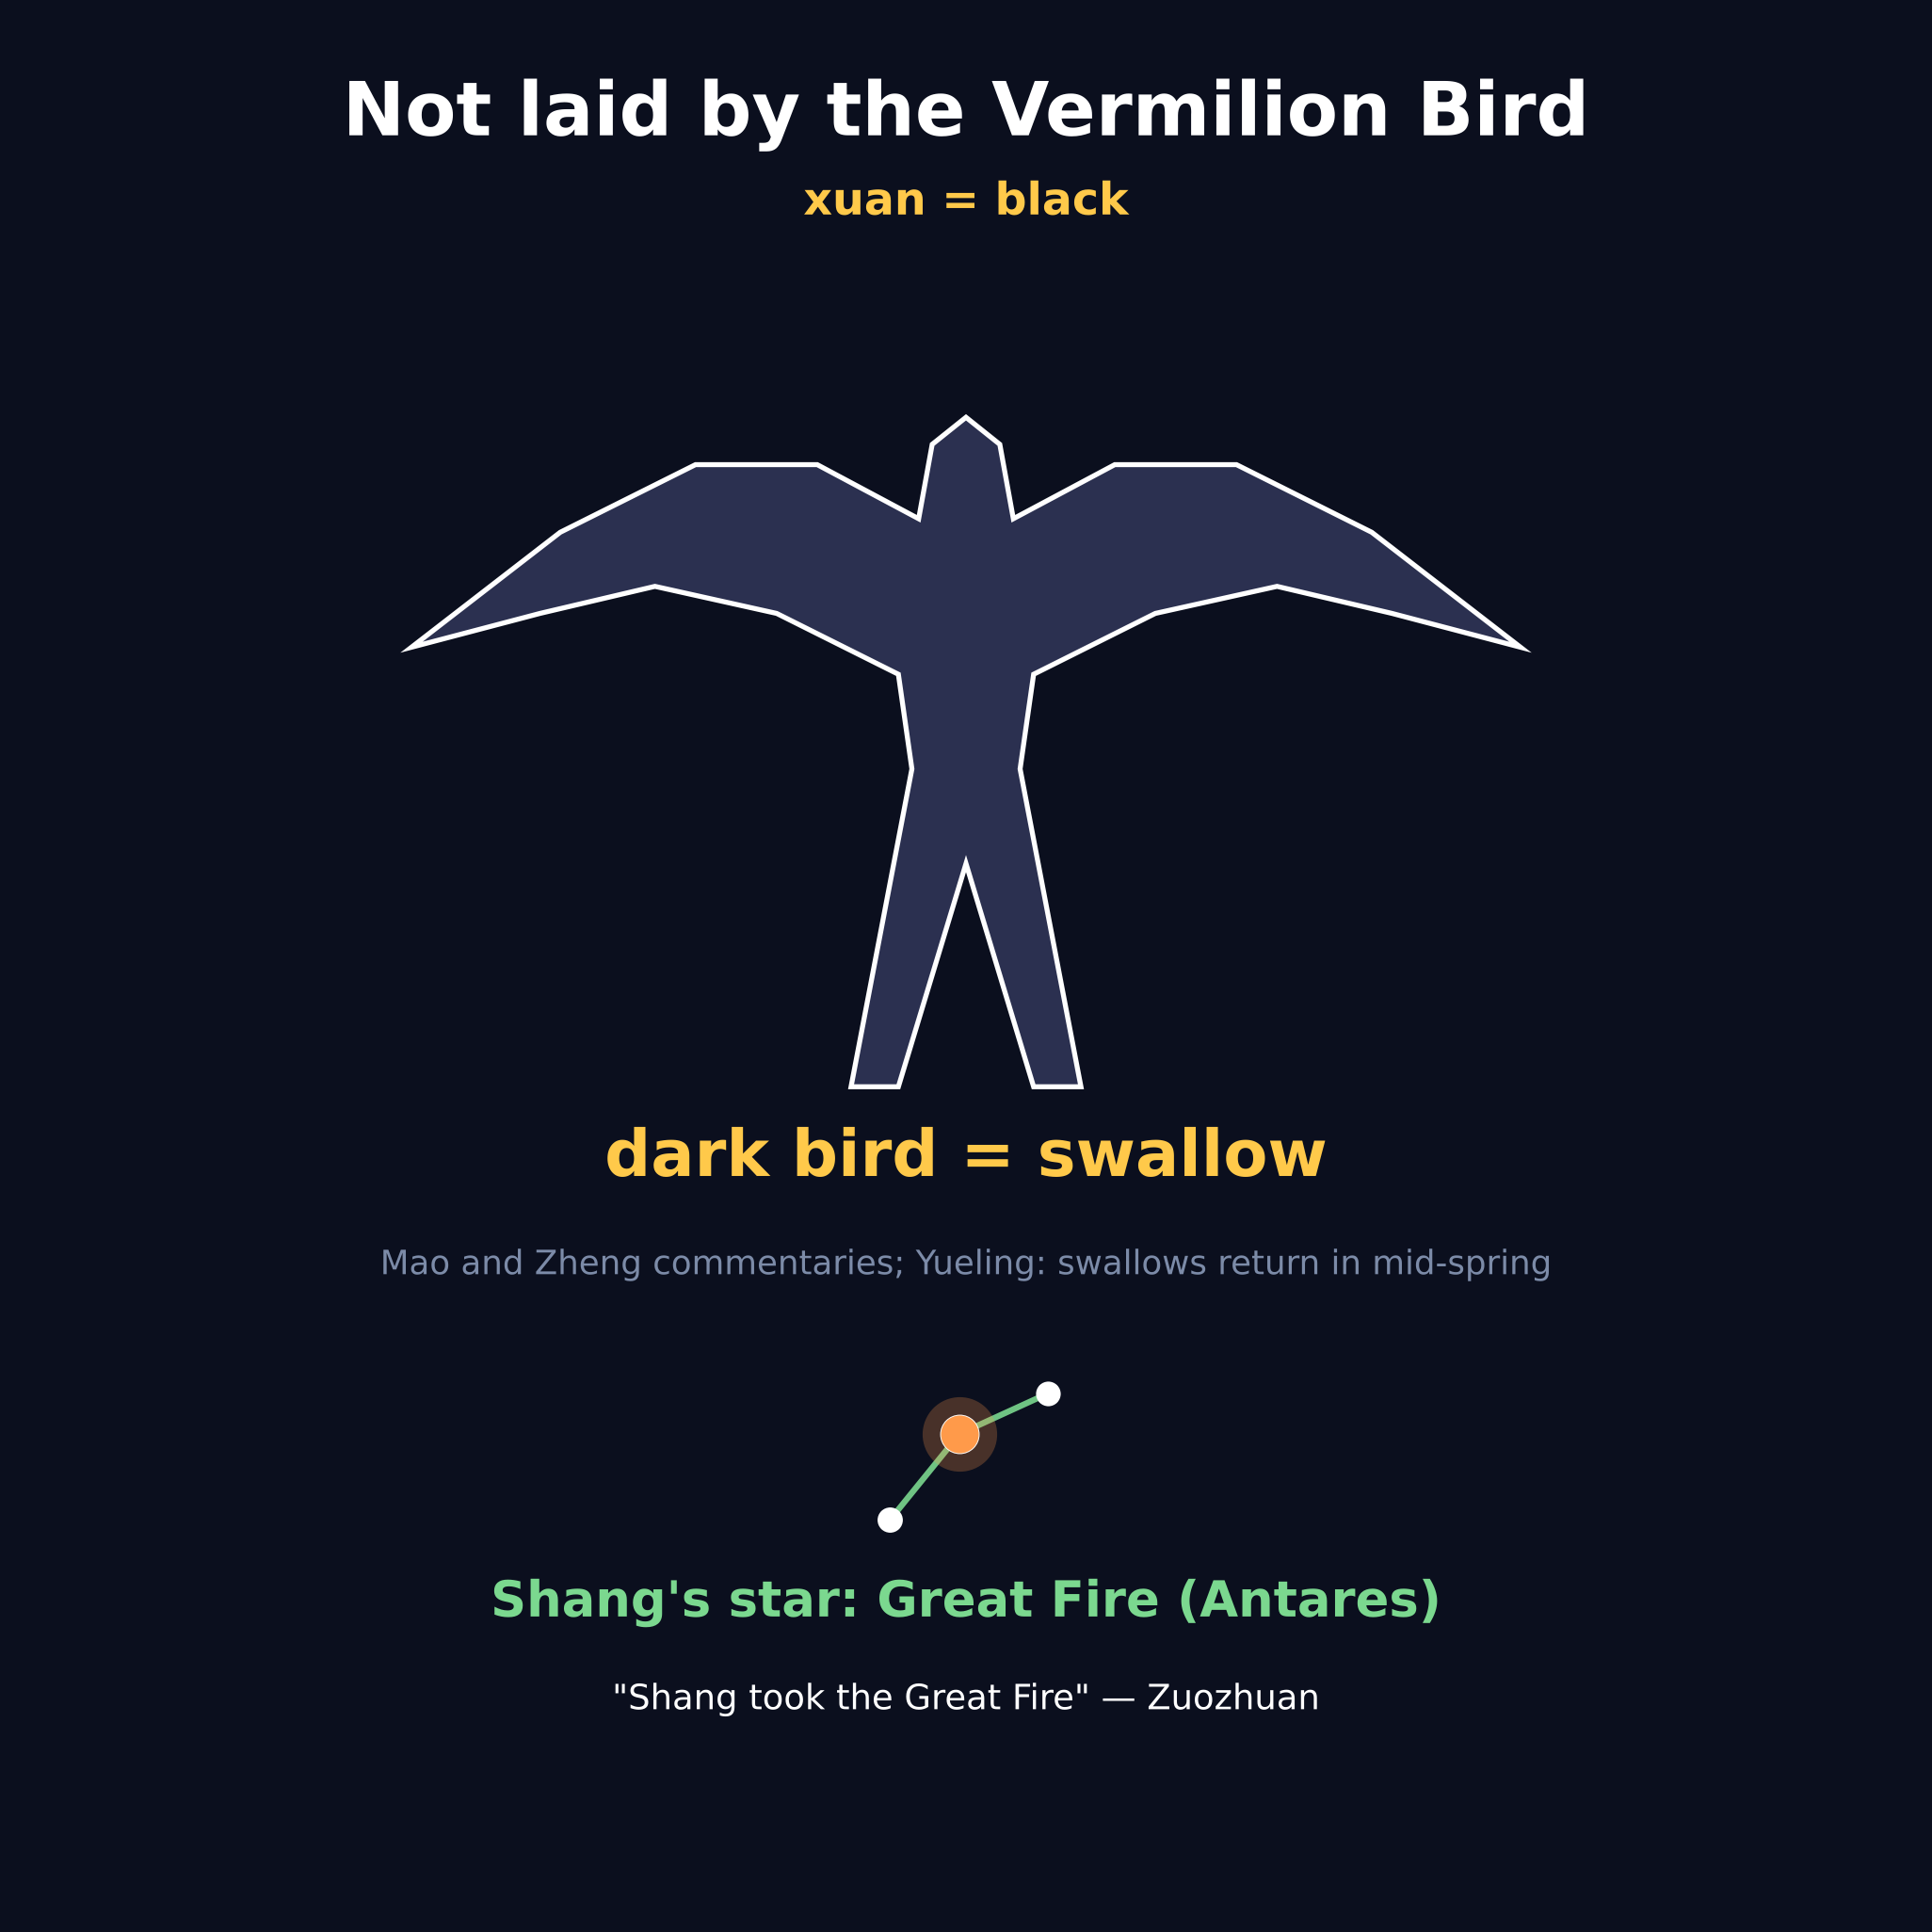 Not laid by the Vermilion Bird
xuan = black
dark bird = swallow
Mao and Zheng commentaries; Yueling: swallows return in mid-spring
Shang's star: Great Fire (Antares)
"Shang took the Great Fire" — Zuozhuan